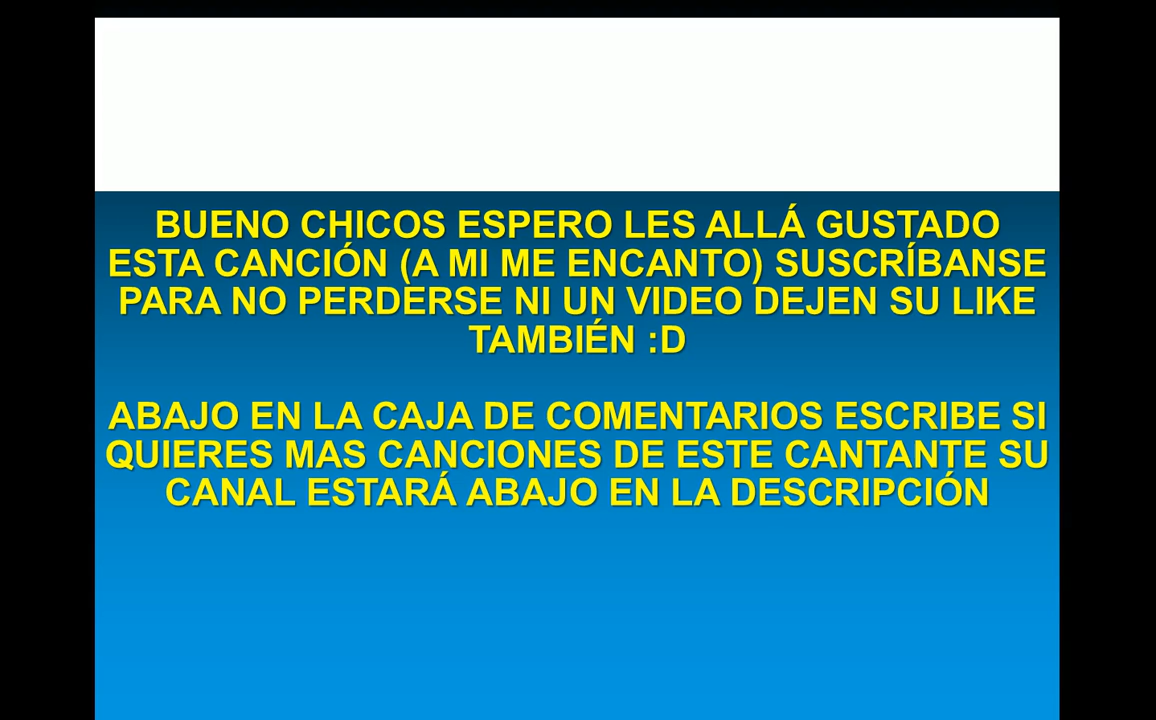 BUENO CHICOS ESPERO LES ALLÁ GUSTADO
ESTA CANCIÓN (A MI ME ENCANTO) SUSCRÍBANSE
PARA NO PERDERSE NI UN VIDEO DEJEN SU LIKE
TAMBIÉN :D
ABAJO EN LA CAJA DE COMENTARIOS ESCRIBE SI
QUIERES MAS CANCIONES DE ESTE CANTANTE SU
CANAL ESTARÁ ABAJO EN LA DESCRIPCIÓN